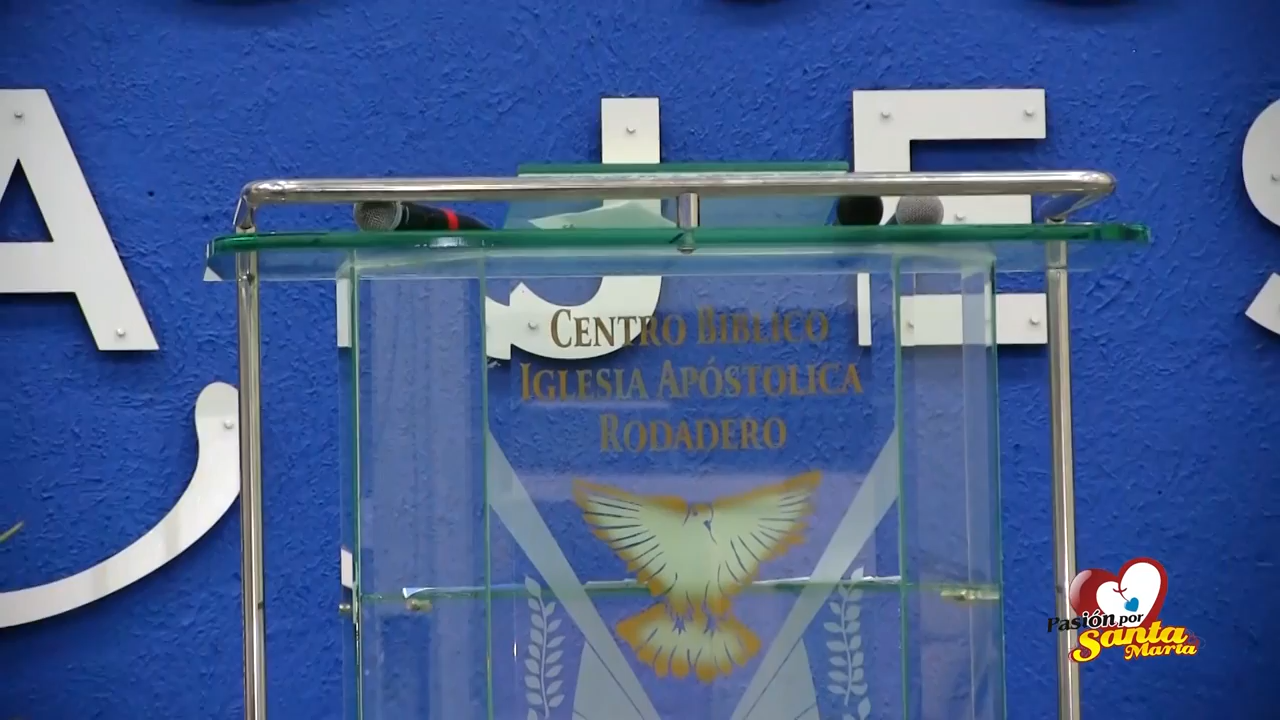 A J E S
CENTRO BÍBLICO
IGLESIA APÓSTOLICA
RODADERO
Pasión por
Santa
María